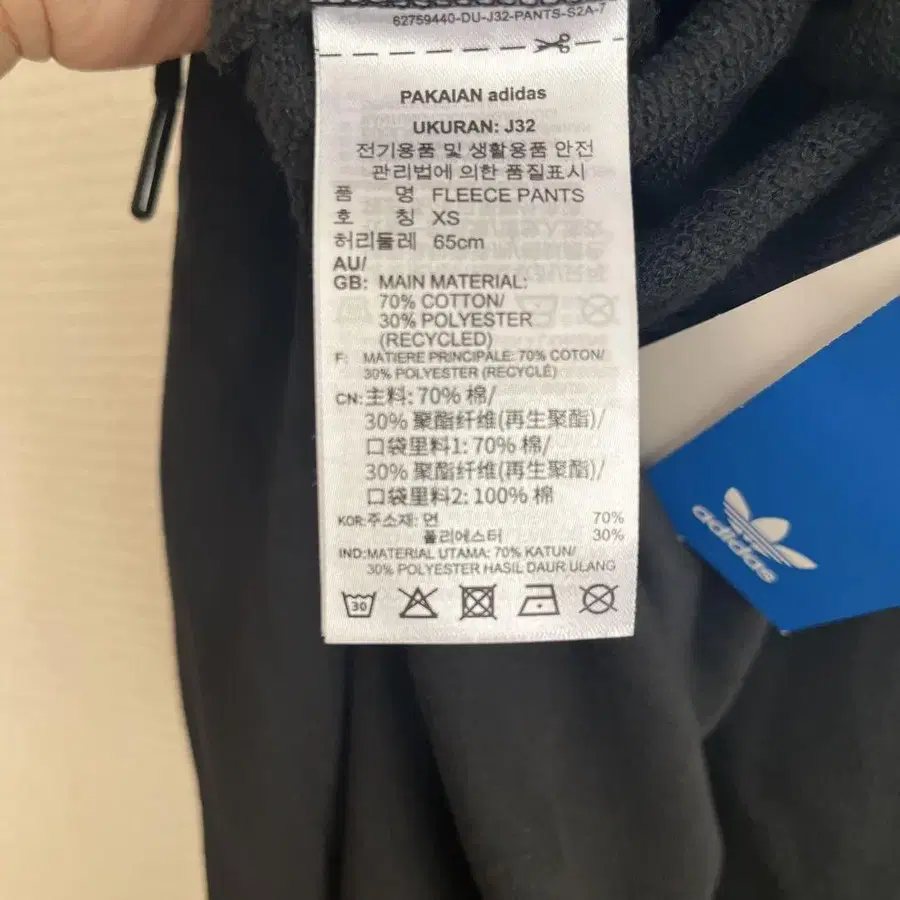 62759440-DU-J32-PANTS-S2A-7
PAKAIAN adidas
UKURAN: J32
전기용품 및 생활용품 안전
관리법에 의한 품질표시
품 명 FLEECE PANTS
호 칭 XS
허리둘레 65cm
AU/
GB: MAIN MATERIAL:
70% COTTON/
30% POLYESTER
(RECYCLED)
F: MATIERE PRINCIPALE: 70% COTON/
30% POLYESTER (RECYCLÉ)
CN: 主料: 70% 棉/
30% 聚酯纤维(再生聚酯)/
口袋里料1: 70% 棉/
30% 聚酯纤维(再生聚酯)/
口袋里料2: 100% 棉
KOR:주소재: 면 70%
폴리에스터 30%
IND:MATERIAL UTAMA: 70% KATUN/
30% POLYESTER HASIL DAUR ULANG
30
adidas